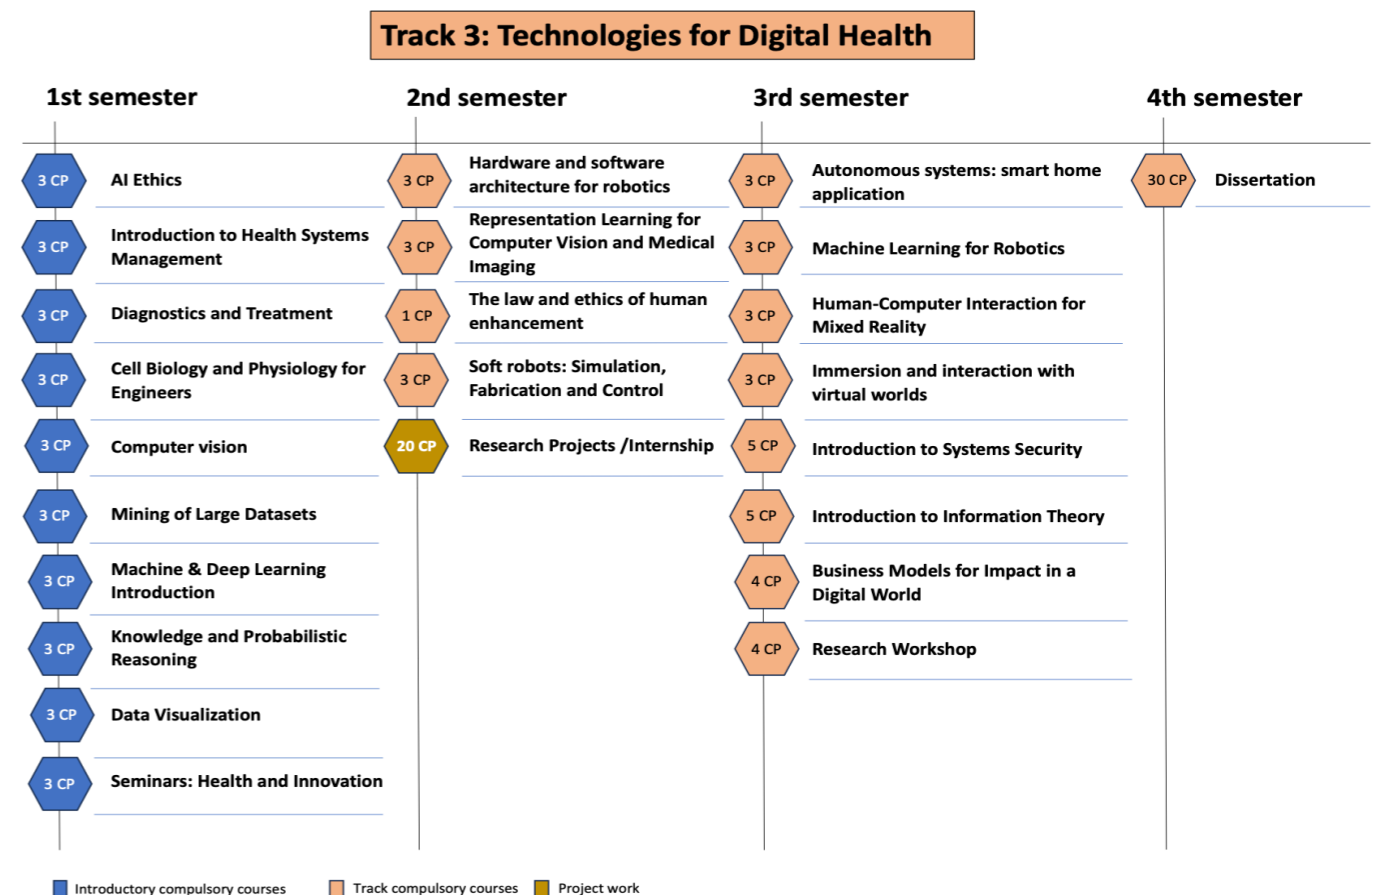 Track 3: Technologies for Digital Health
1st semester
3 CP
AI Ethics
3 CP
Introduction to Health Systems
Management
3 CP
Diagnostics and Treatment
3 CP
Cell Biology and Physiology for
Engineers
3 CP
Computer vision
3 CP
Mining of Large Datasets
3 CP
Machine & Deep Learning
Introduction
3 CP
Knowledge and Probabilistic
Reasoning
3 CP
Data Visualization
3 CP
Seminars: Health and Innovation
2nd semester
3 CP
Hardware and software
architecture for robotics
3 CP
Representation Learning for
Computer Vision and Medical
Imaging
1 CP
The law and ethics of human
enhancement
3 CP
Soft robots: Simulation,
Fabrication and Control
20 CP
Research Projects /Internship
3rd semester
3 CP
Autonomous systems: smart home
application
3 CP
Machine Learning for Robotics
3 CP
Human-Computer Interaction for
Mixed Reality
3 CP
Immersion and interaction with
virtual worlds
5 CP
Introduction to Systems Security
5 CP
Introduction to Information Theory
4 CP
Business Models for Impact in a
Digital World
4 CP
Research Workshop
4th semester
30 CP
Dissertation
Introductory compulsory courses
Track compulsory courses
Project work